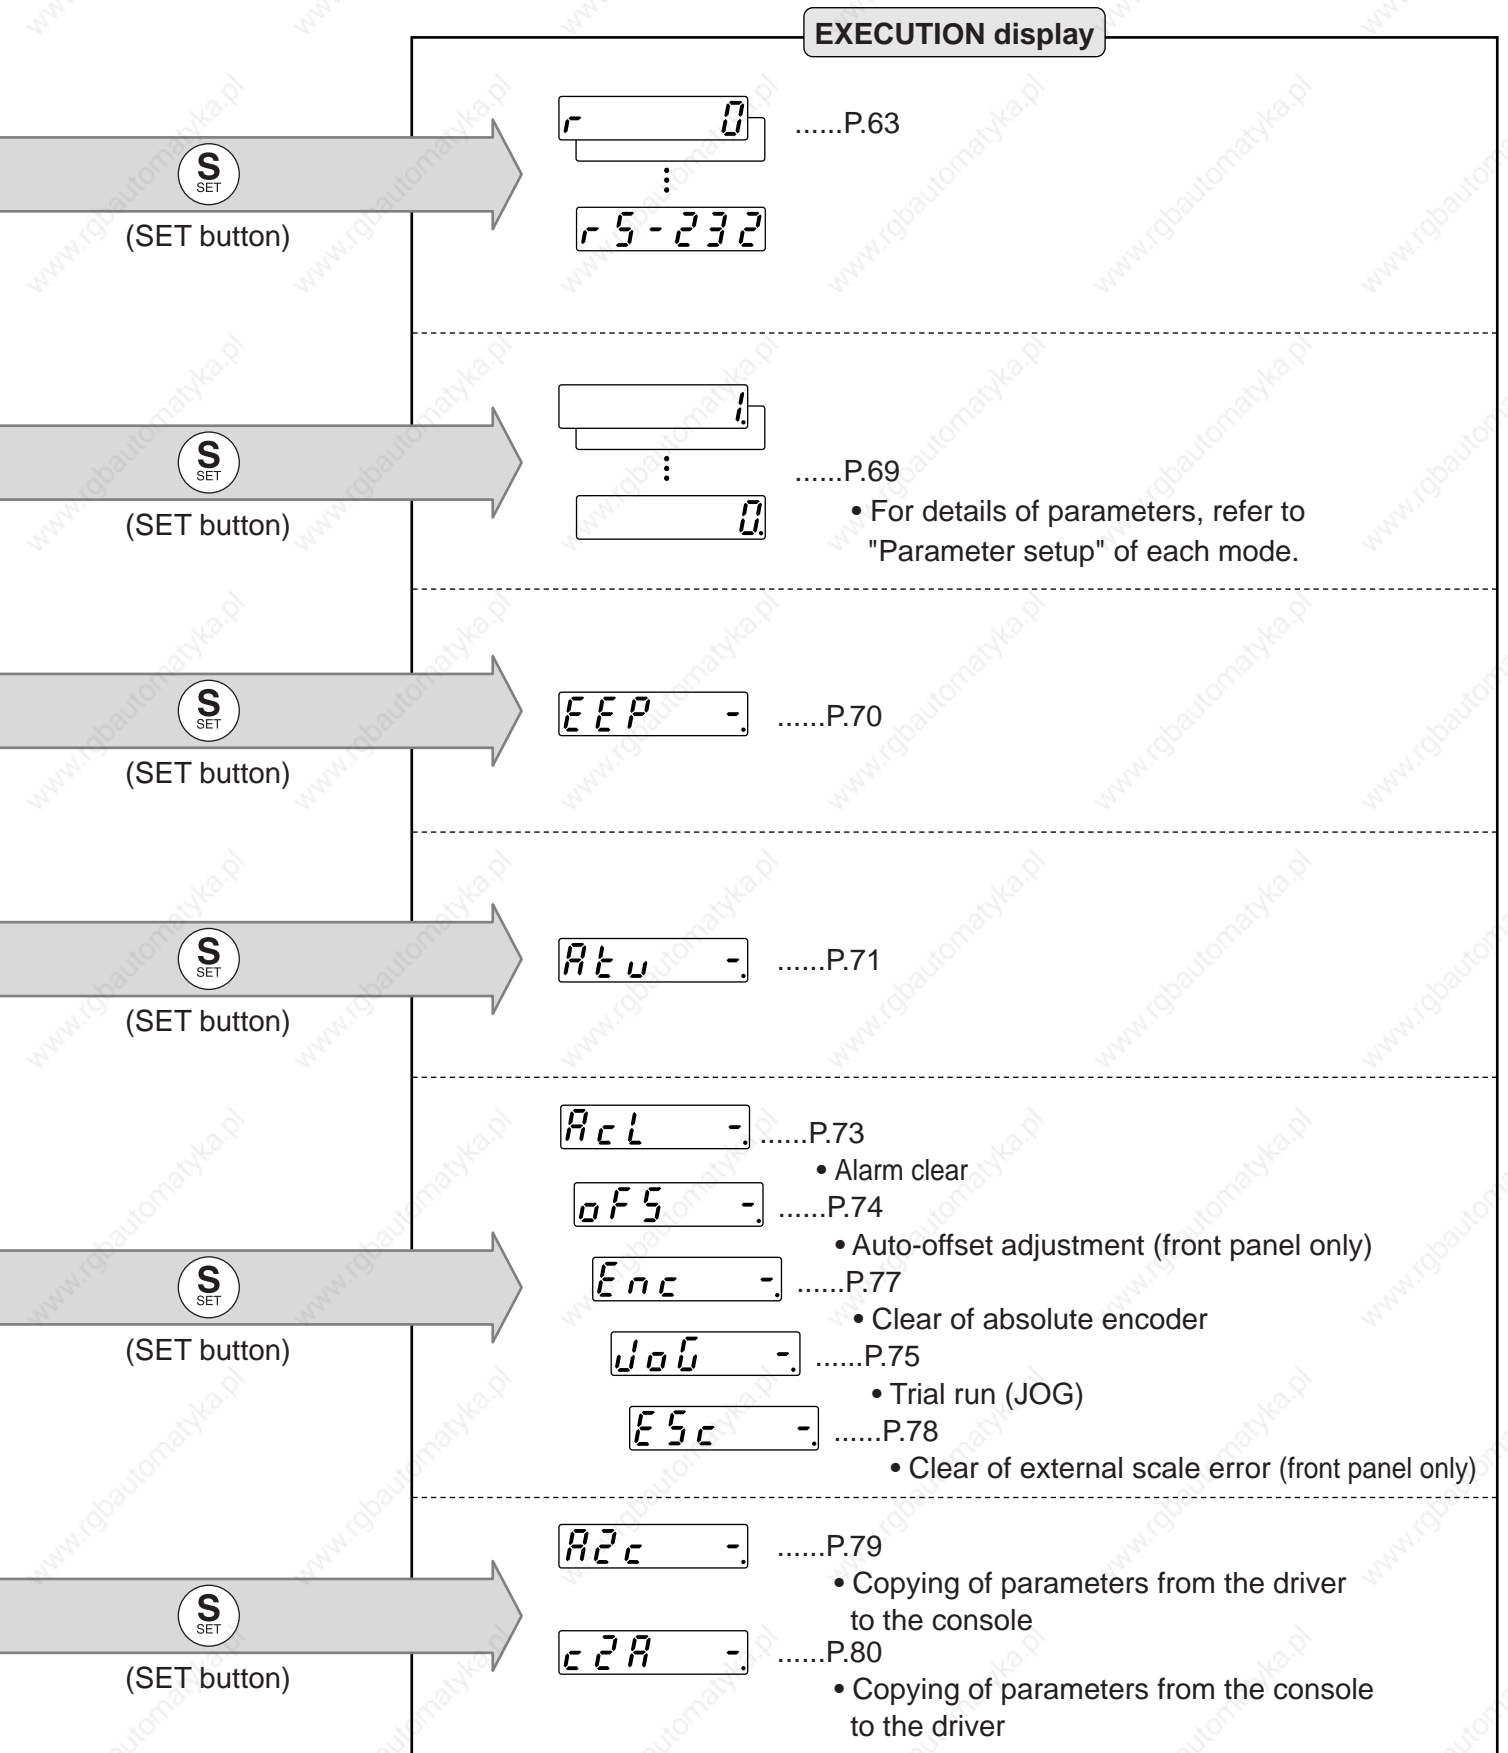 EXECUTION display
r 0 ......P.63
S
SET
(SET button)
rS-232
1.
S
SET
......P.69
(SET button)
0.
• For details of parameters, refer to
"Parameter setup" of each mode.
S
SET
EEP -. ......P.70
(SET button)
S
SET
Atu -. ......P.71
(SET button)
AcL -. ......P.73
• Alarm clear
oFS -. ......P.74
• Auto-offset adjustment (front panel only)
S
SET
Enc -. ......P.77
• Clear of absolute encoder
(SET button)
JoG -. ......P.75
• Trial run (JOG)
ESc -. ......P.78
• Clear of external scale error (front panel only)
A2c -. ......P.79
• Copying of parameters from the driver
to the console
S
SET
c2A -. ......P.80
(SET button)
• Copying of parameters from the console
to the driver
www.rgbautomatyka.pl